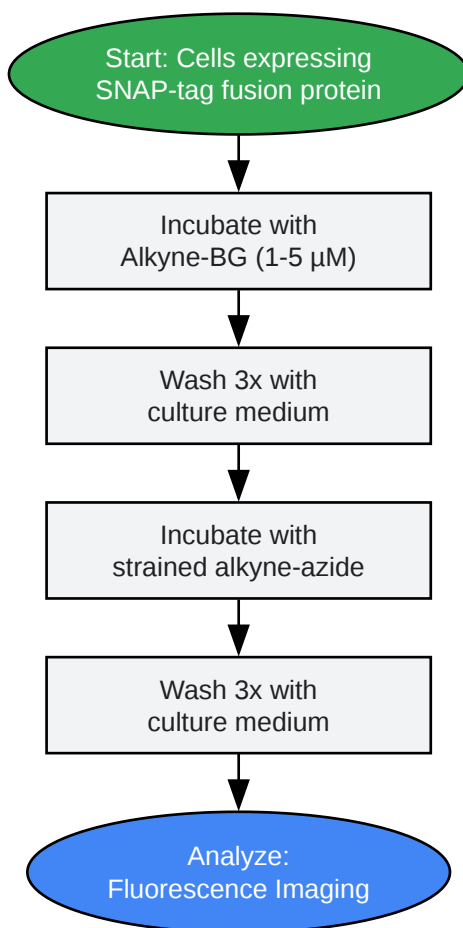 Start: Cells expressing
SNAP-tag fusion protein
Incubate with
Alkyne-BG (1-5 µM)
Wash 3x with
culture medium
Incubate with
strained alkyne-azide
Wash 3x with
culture medium
Analyze:
Fluorescence Imaging